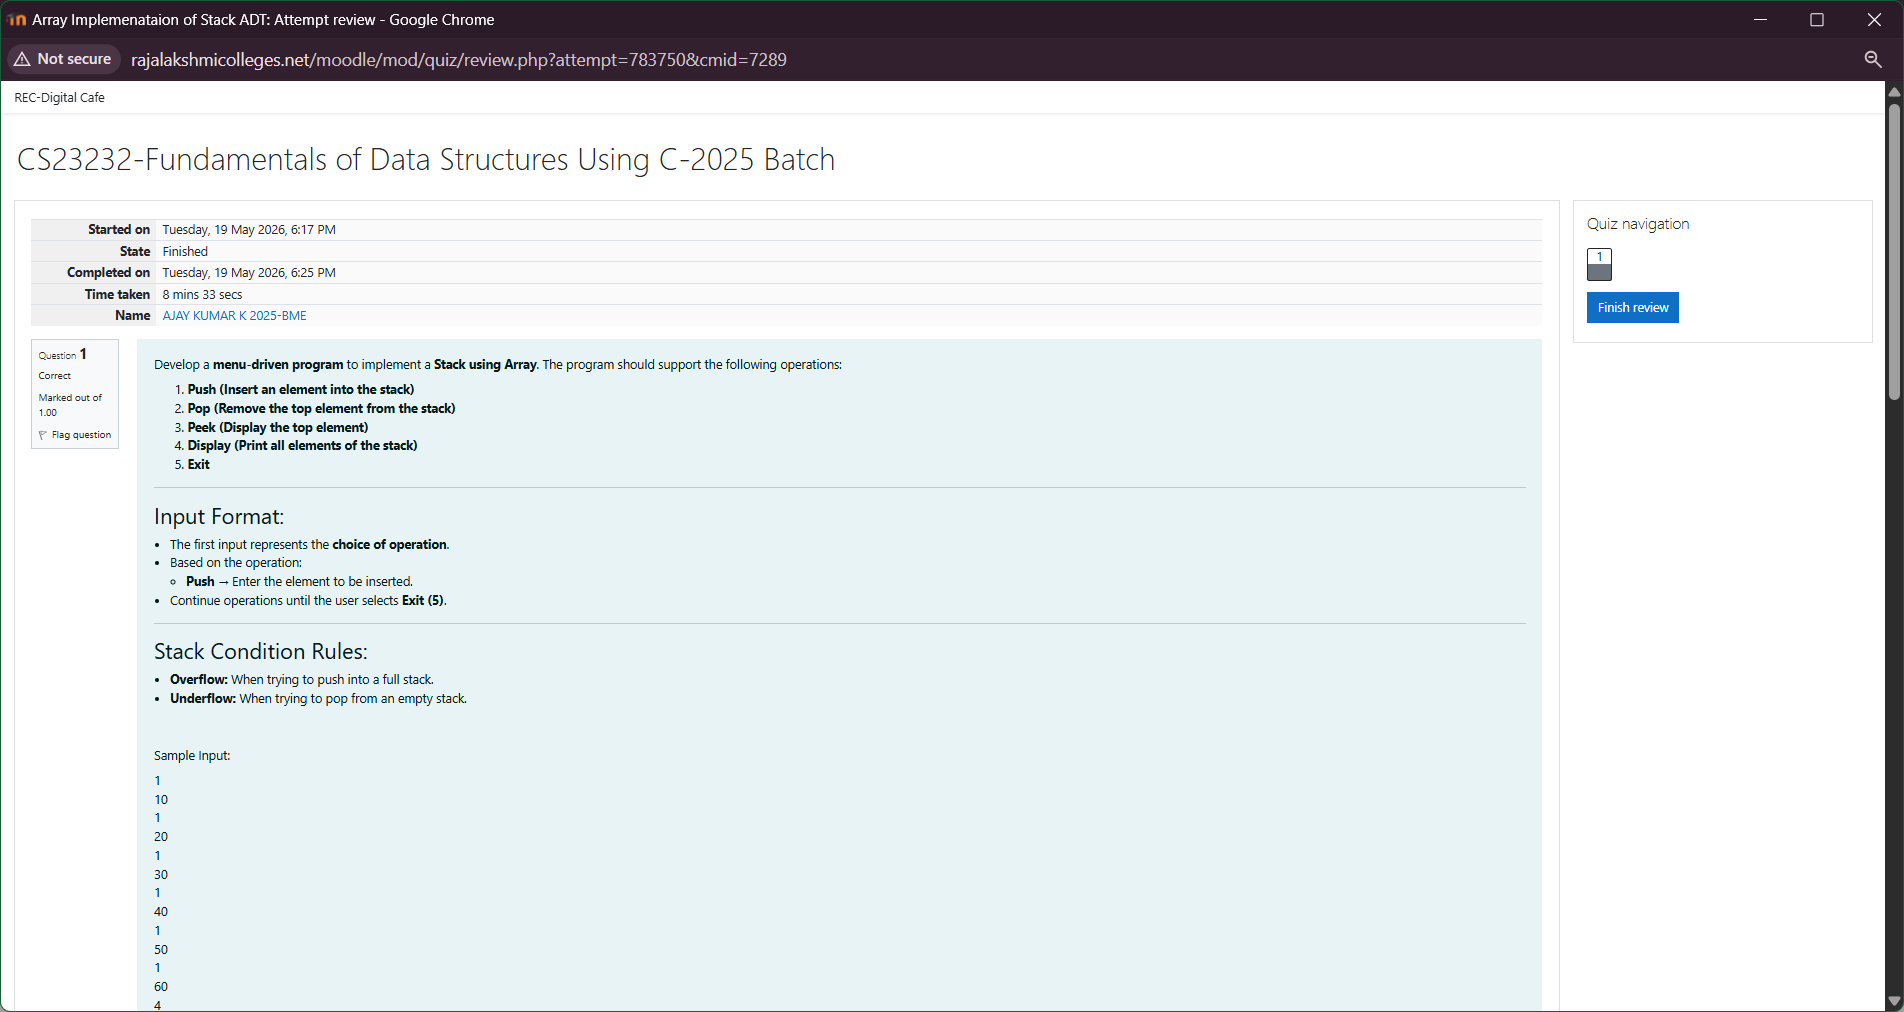 Array Implemenataion of Stack ADT: Attempt review - Google Chrome
Not secure
rajalakshmicolleges.net/moodle/mod/quiz/review.php?attempt=783750&cmid=7289
REC-Digital Cafe
CS23232-Fundamentals of Data Structures Using C-2025 Batch
Started on Tuesday, 19 May 2026, 6:17 PM
State Finished
Completed on Tuesday, 19 May 2026, 6:25 PM
Time taken 8 mins 33 secs
Name AJAY KUMAR K 2025-BME
Question 1
Correct
Marked out of
1.00
Flag question
Develop a menu-driven program to implement a Stack using Array. The program should support the following operations:
1. Push (Insert an element into the stack)
2. Pop (Remove the top element from the stack)
3. Peek (Display the top element)
4. Display (Print all elements of the stack)
5. Exit
Input Format:
• The first input represents the choice of operation.
• Based on the operation:
◦ Push → Enter the element to be inserted.
• Continue operations until the user selects Exit (5).
Stack Condition Rules:
• Overflow: When trying to push into a full stack.
• Underflow: When trying to pop from an empty stack.
Sample Input:
1
10
1
20
1
30
1
40
1
50
1
60
4
Quiz navigation
1
Finish review